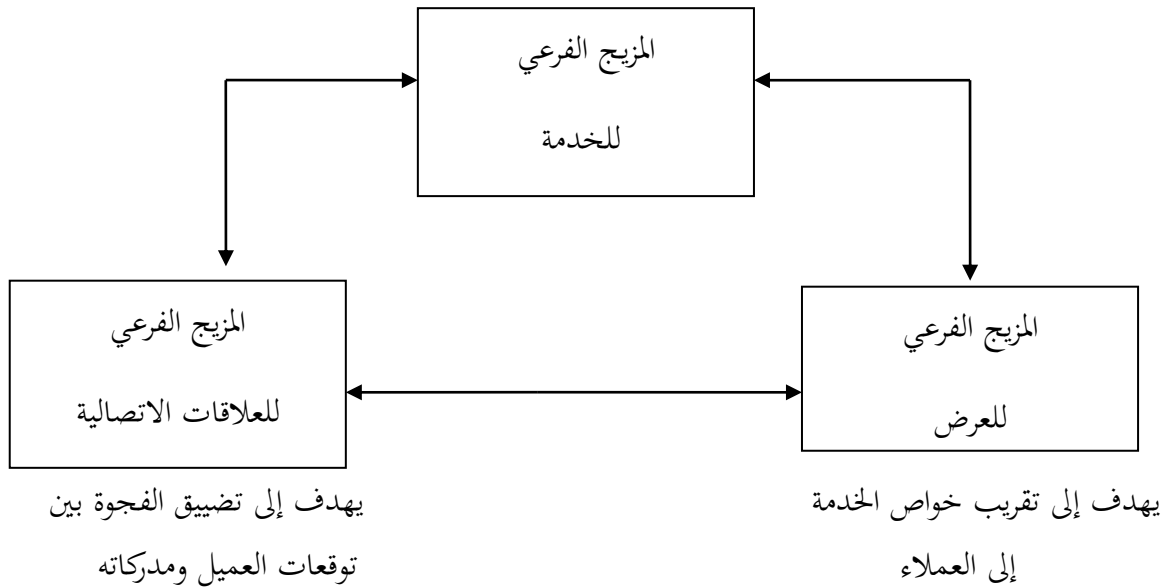 المزيج الفرعي
للخدمة
المزيج الفرعي
للعرض
يهدف إلى تقريب خواص الخدمة
إلى العملاء
المزيج الفرعي
للعلاقات الاتصالية
يهدف إلى تضييق الفجوة بين
توقعات العميل ومدركاته